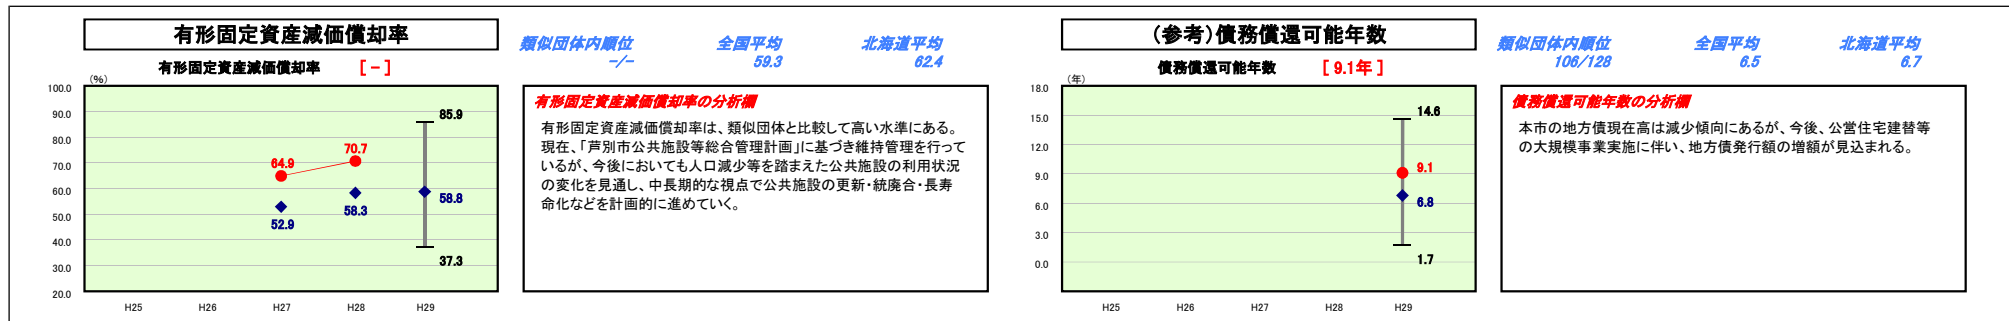 有形固定資産減価償却率
有形固定資産減価償却率 [ - ]
類似団体内順位 全国平均 北海道平均
-/- 59.3 62.4
(%)
100.0
90.0
80.0
70.0
60.0
50.0
40.0
30.0
20.0
64.9
70.7
52.9
58.3
85.9
58.8
37.3
H25 H26 H27 H28 H29
有形固定資産減価償却率の分析欄
有形固定資産減価償却率は、類似団体と比較して高い水準にある。
現在、「芦別市公共施設等総合管理計画」に基づき維持管理を行って
いるが、今後においても人口減少等を踏まえた公共施設の利用状況
の変化を見通し、中長期的な視点で公共施設の更新・統廃合・長寿
命化などを計画的に進めていく。
(参考)債務償還可能年数
債務償還可能年数 [ 9.1年 ]
類似団体内順位 全国平均 北海道平均
106/128 6.5 6.7
(年)
18.0
15.0
12.0
9.0
6.0
3.0
0.0
14.6
9.1
6.8
1.7
H25 H26 H27 H28 H29
債務償還可能年数の分析欄
本市の地方債現在高は減少傾向にあるが、今後、公営住宅建替等
の大規模事業実施に伴い、地方債発行額の増額が見込まれる。